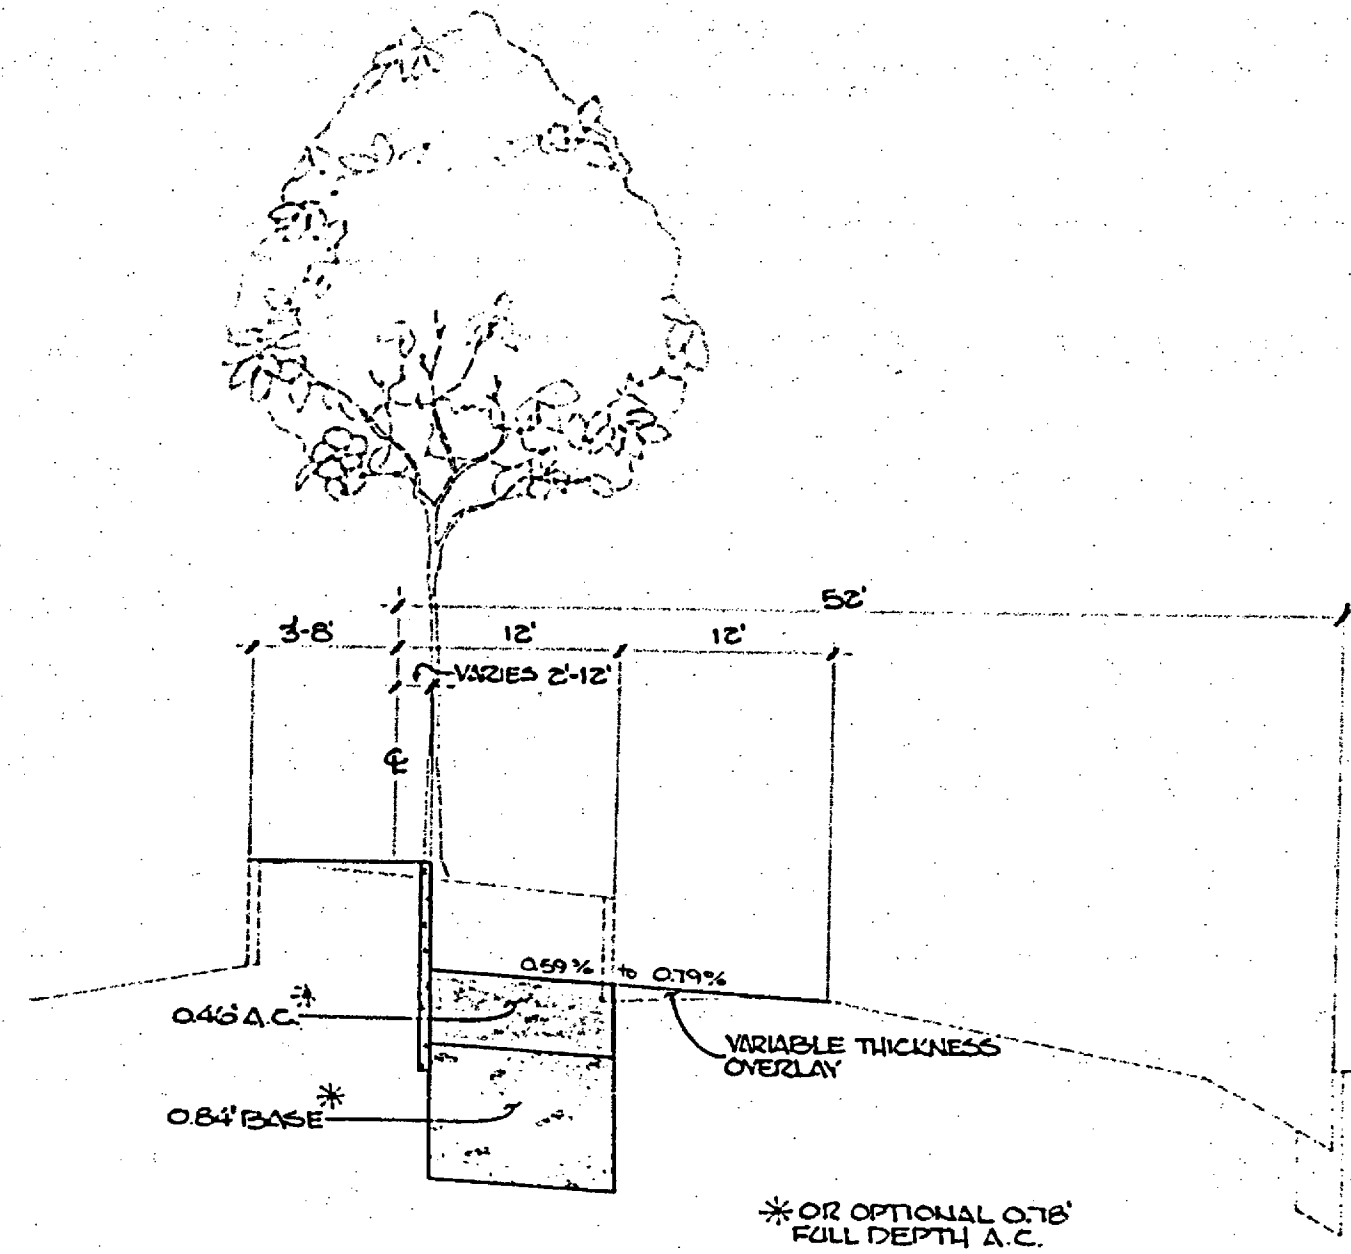 52'
3'-8' 12' 12'
VARIES 2'-12'
℄
0.59% to 0.79%
0.46' A.C.*
VARIABLE THICKNESS
OVERLAY
0.84' BASE*
* OR OPTIONAL 0.78'
FULL DEPTH A.C.